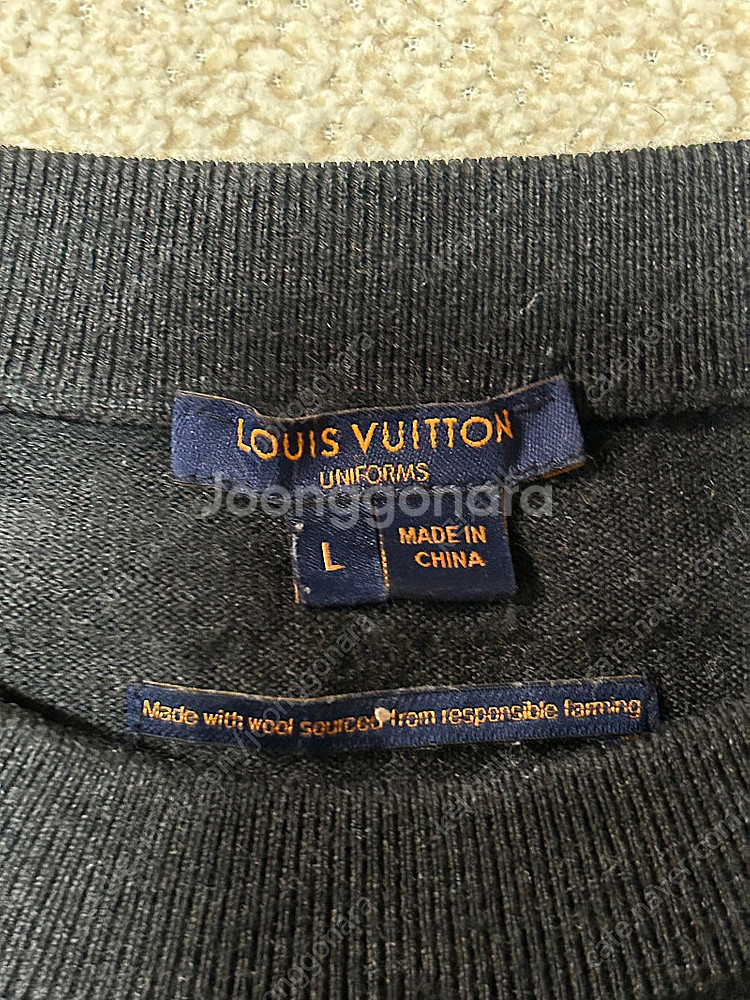 LOUIS VUITTON
UNIFORMS
Joonggonara
L
MADE IN
CHINA
Made with wool sourced from responsible farming